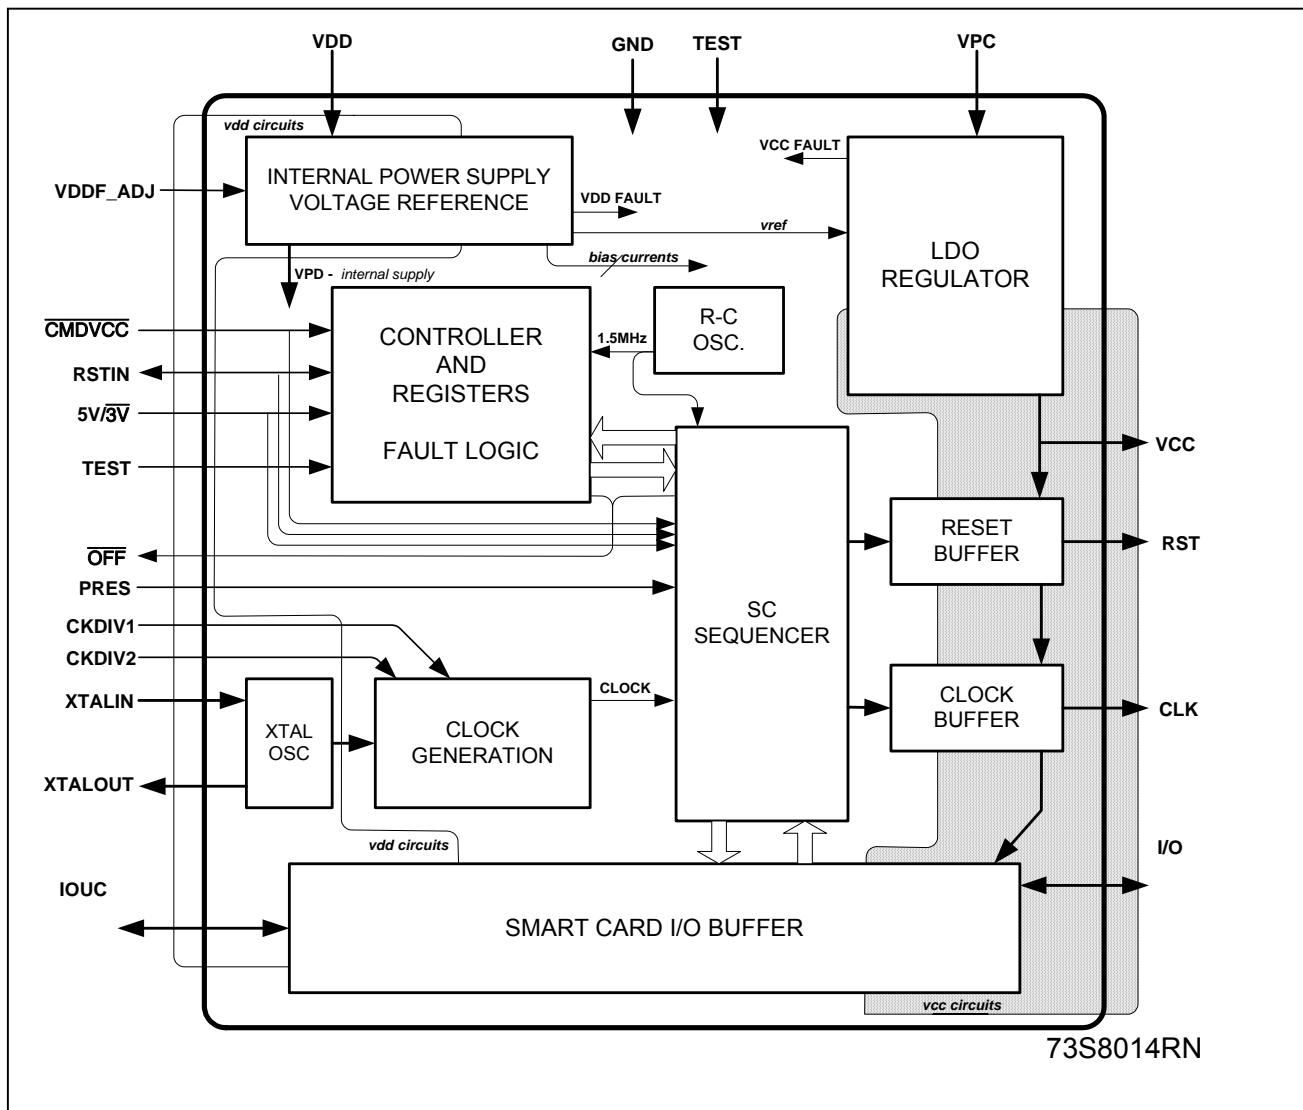 VDD
GND
TEST
VPC
vdd circuits
VCC FAULT
VDDF_ADJ
INTERNAL POWER SUPPLY
VOLTAGE REFERENCE
VDD FAULT
vref
bias currents
VPD - internal supply
LDO
REGULATOR
CMDVCC
RSTIN
5V/3V
TEST
CONTROLLER
AND
REGISTERS
FAULT LOGIC
1.5MHz
R-C
OSC.
VCC
OFF
PRES
RESET
BUFFER
RST
SC
SEQUENCER
CKDIV1
CKDIV2
XTALIN
XTALOUT
XTAL
OSC
CLOCK
GENERATION
CLOCK
CLOCK
BUFFER
CLK
vdd circuits
I/O
IOUC
SMART CARD I/O BUFFER
vcc circuits
73S8014RN